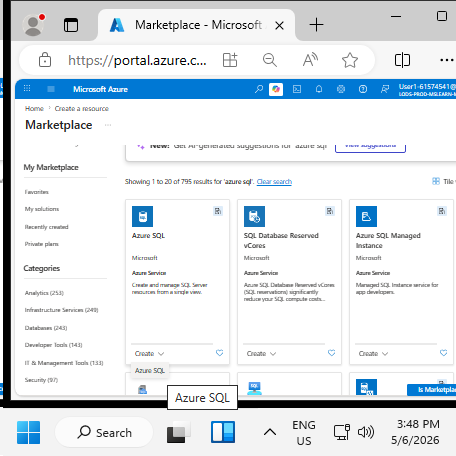 Marketplace - Microsoft
https://portal.azure.c...
Microsoft Azure
User1-61574541@
Home > Create a resource
Marketplace ...
New! Get AI-generated suggestions for 'azure sql'
View suggestions
My Marketplace
Favorites
My solutions
Recently created
Private plans
Categories
Analytics (253)
Infrastructure Services (249)
Databases (243)
Developer Tools (143)
IT & Management Tools (133)
Security (97)
Showing 1 to 20 of 795 results for 'azure sql'. Clear search
Tile
Azure SQL
Microsoft
Azure Service
Create and manage SQL Server
resources from a single view.
Create
SQL Database Reserved
vCores
Microsoft
Azure Service
Azure SQL Database Reserved vCores
(SQL reservations) significantly
reduce your SQL compute costs...
Create
Azure SQL Managed
Instance
Microsoft
Azure Service
Managed SQL Instance service for
app developers.
Create
Azure SQL
Is Marketpla
Azure SQL
Search
ENG
US
3:48 PM
5/6/2026